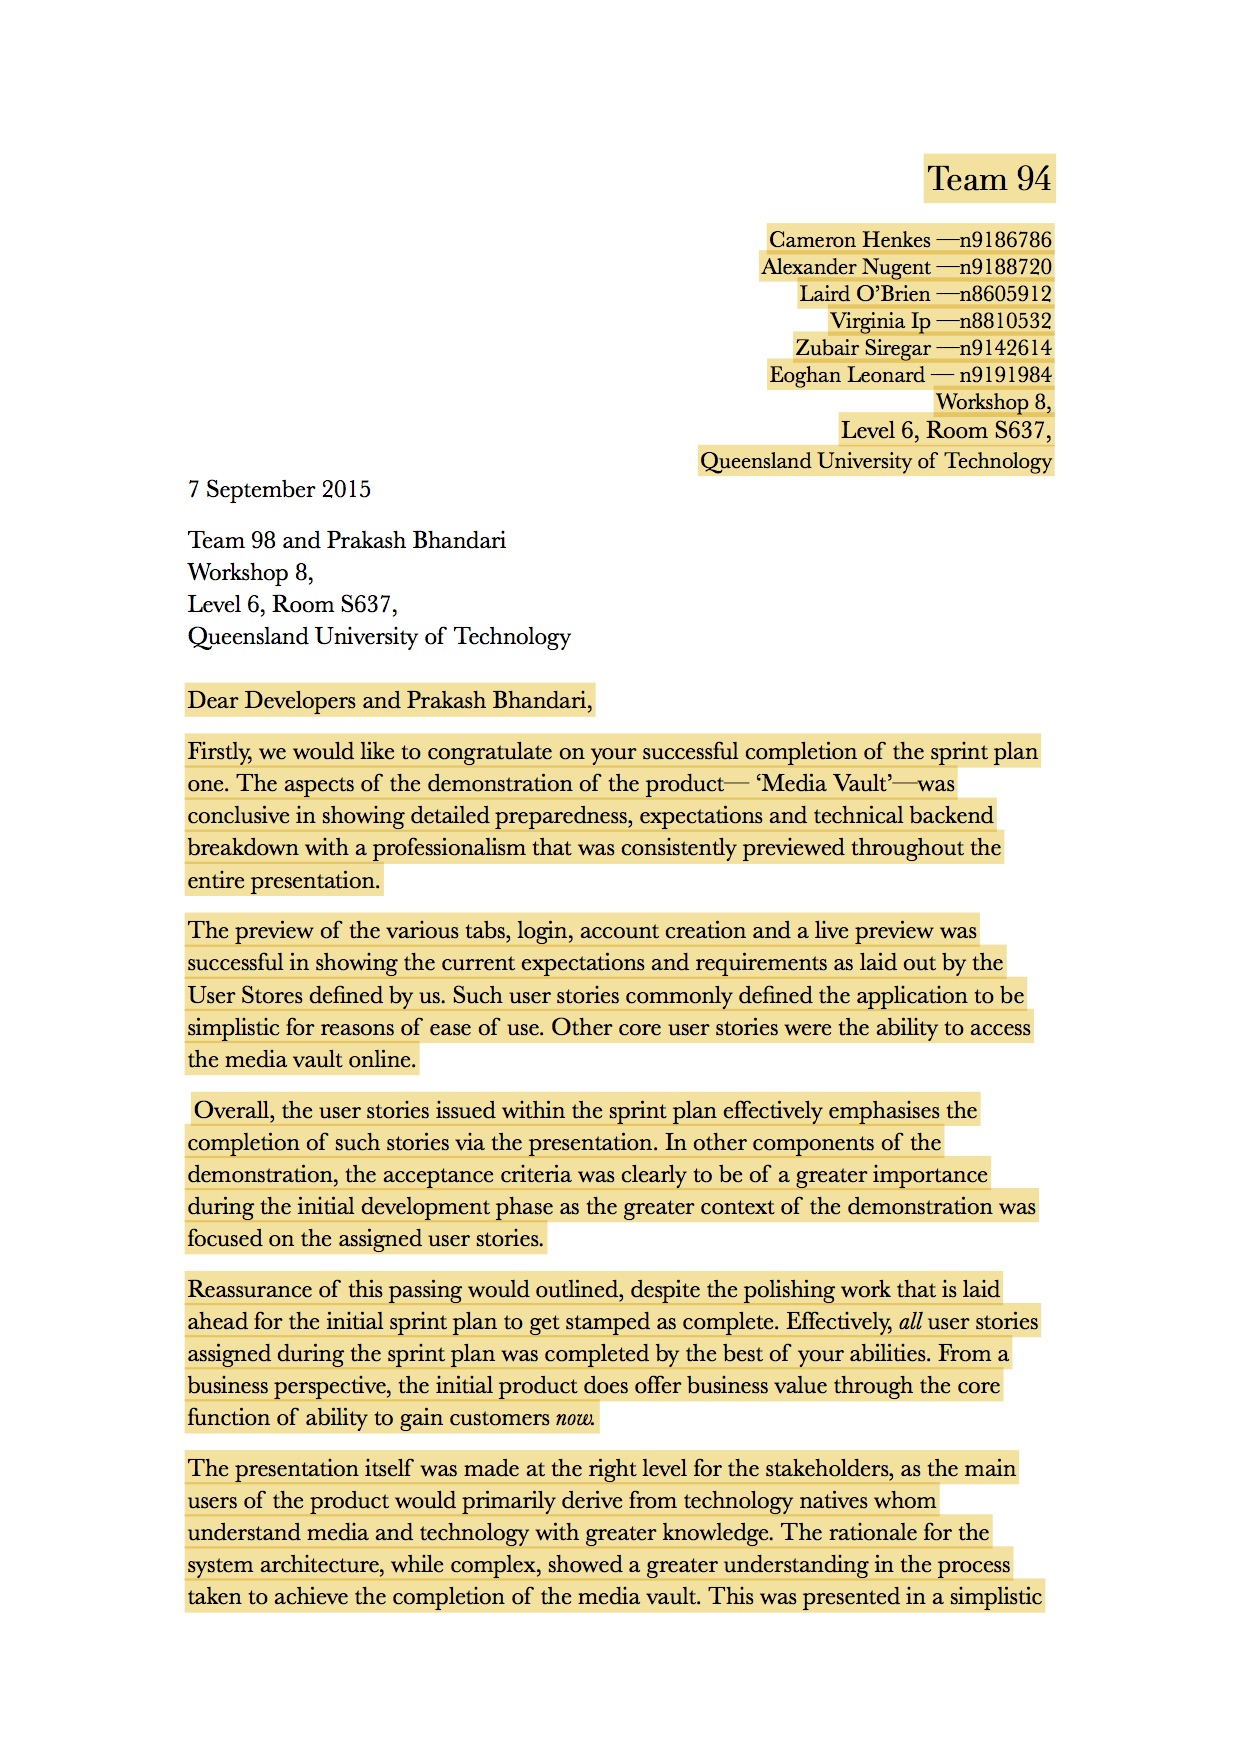 Team 94
Cameron Henkes —n9186786
Alexander Nugent —n9188720
Laird O’Brien —n8605912
Virginia Ip —n8810532
Zubair Siregar —n9142614
Eoghan Leonard — n9191984
Workshop 8,
Level 6, Room S637,
Queensland University of Technology
7 September 2015
Team 98 and Prakash Bhandari
Workshop 8,
Level 6, Room S637,
Queensland University of Technology
Dear Developers and Prakash Bhandari,
Firstly, we would like to congratulate on your successful completion of the sprint plan
one. The aspects of the demonstration of the product— ‘Media Vault’—was
conclusive in showing detailed preparedness, expectations and technical backend
breakdown with a professionalism that was consistently previewed throughout the
entire presentation.
The preview of the various tabs, login, account creation and a live preview was
successful in showing the current expectations and requirements as laid out by the
User Stores defined by us. Such user stories commonly defined the application to be
simplistic for reasons of ease of use. Other core user stories were the ability to access
the media vault online.
Overall, the user stories issued within the sprint plan effectively emphasises the
completion of such stories via the presentation. In other components of the
demonstration, the acceptance criteria was clearly to be of a greater importance
during the initial development phase as the greater context of the demonstration was
focused on the assigned user stories.
Reassurance of this passing would outlined, despite the polishing work that is laid
ahead for the initial sprint plan to get stamped as complete. Effectively, all user stories
assigned during the sprint plan was completed by the best of your abilities. From a
business perspective, the initial product does offer business value through the core
function of ability to gain customers now.
The presentation itself was made at the right level for the stakeholders, as the main
users of the product would primarily derive from technology natives whom
understand media and technology with greater knowledge. The rationale for the
system architecture, while complex, showed a greater understanding in the process
taken to achieve the completion of the media vault. This was presented in a simplistic